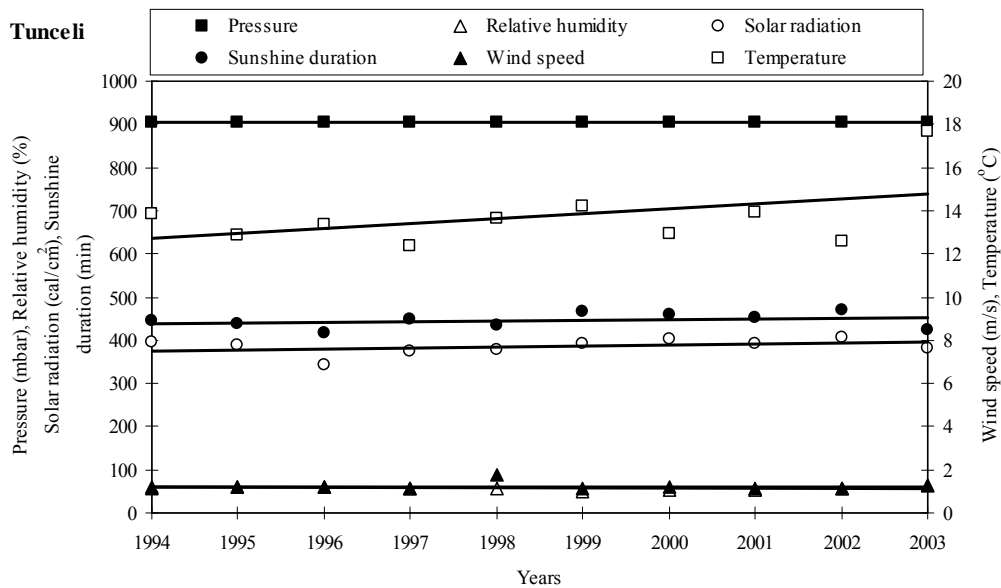 Tunceli
Pressure
Relative humidity
Solar radiation
Sunshine duration
Wind speed
Temperature
Pressure (mbar), Relative humidity (%)
Solar radiation (cal/cm²), Sunshine
duration (min)
1000
900
800
700
600
500
400
300
200
100
0
20
18
16
14
12
10
8
6
4
2
0
Wind speed (m/s), Temperature (°C)
1994 1995 1996 1997 1998 1999 2000 2001 2002 2003
Years